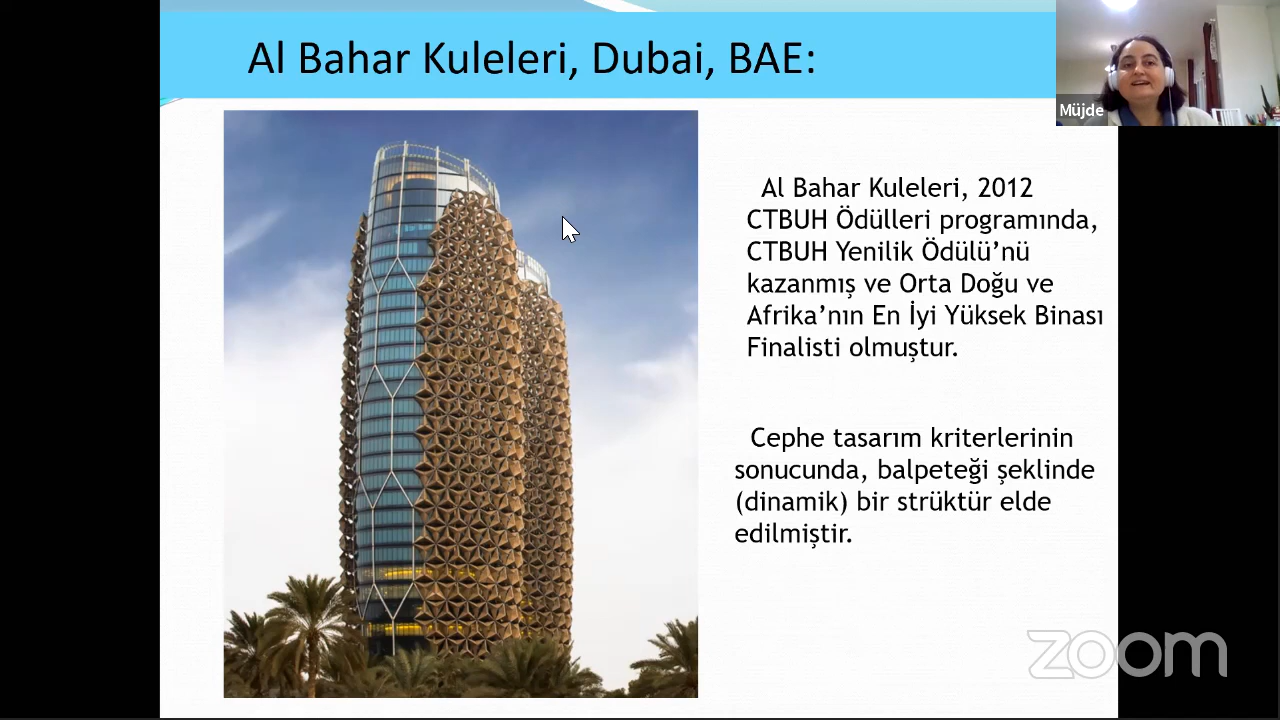 Al Bahar Kuleleri, Dubai, BAE:
Müjde
Al Bahar Kuleleri, 2012
CTBUH Ödülleri programında,
CTBUH Yenilik Ödülü’nü
kazanmış ve Orta Doğu ve
Afrika’nın En İyi Yüksek Binası
Finalisti olmuştur.
Cephe tasarım kriterlerinin
sonucunda, balpeteği şeklinde
(dinamik) bir strüktür elde
edilmiştir.
zoom